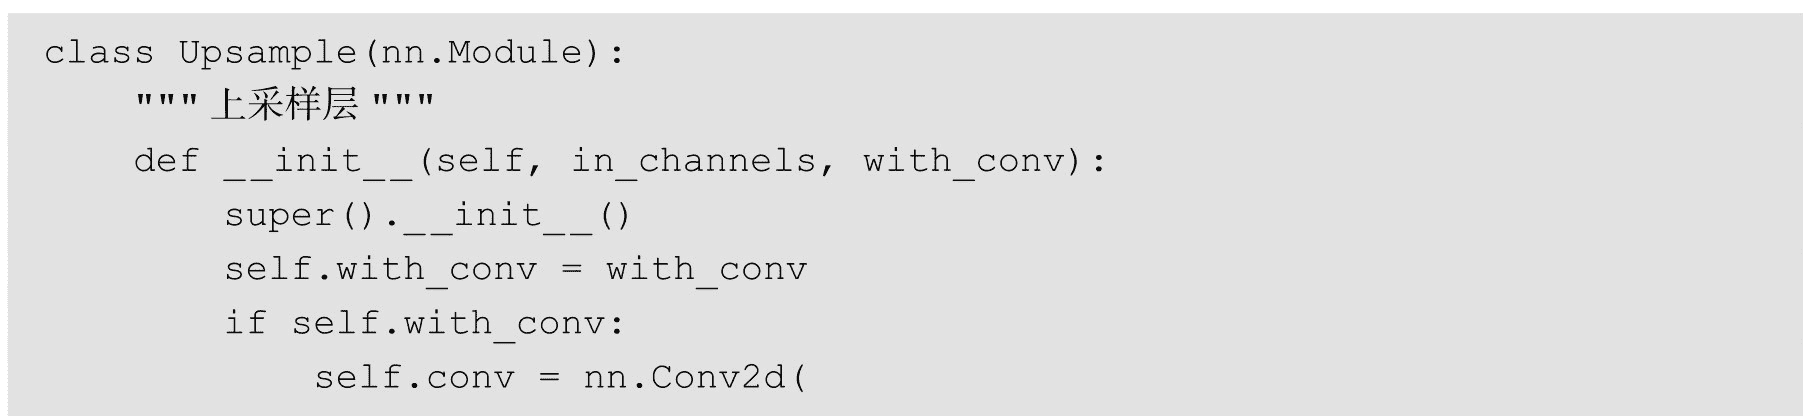 class Upsample(nn.Module):
    """上采样层"""
    def __init__(self, in_channels, with_conv):
        super().__init__()
        self.with_conv = with_conv
        if self.with_conv:
            self.conv = nn.Conv2d(